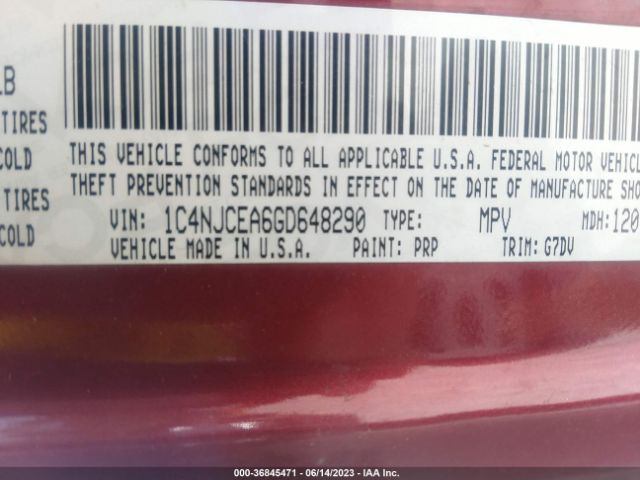 LB
TIRES
COLD
TIRES
COLD
THIS VEHICLE CONFORMS TO ALL APPLICABLE U.S.A. FEDERAL MOTOR VEHICL
THEFT PREVENTION STANDARDS IN EFFECT ON THE DATE OF MANUFACTURE SHO
VIN: 1C4NJCEA6GD648290 TYPE: MPV MDH: 120
VEHICLE MADE IN U.S.A. PAINT: PRP TRIM: G7DV
000-36845471 - 06/14/2023 - IAA Inc.